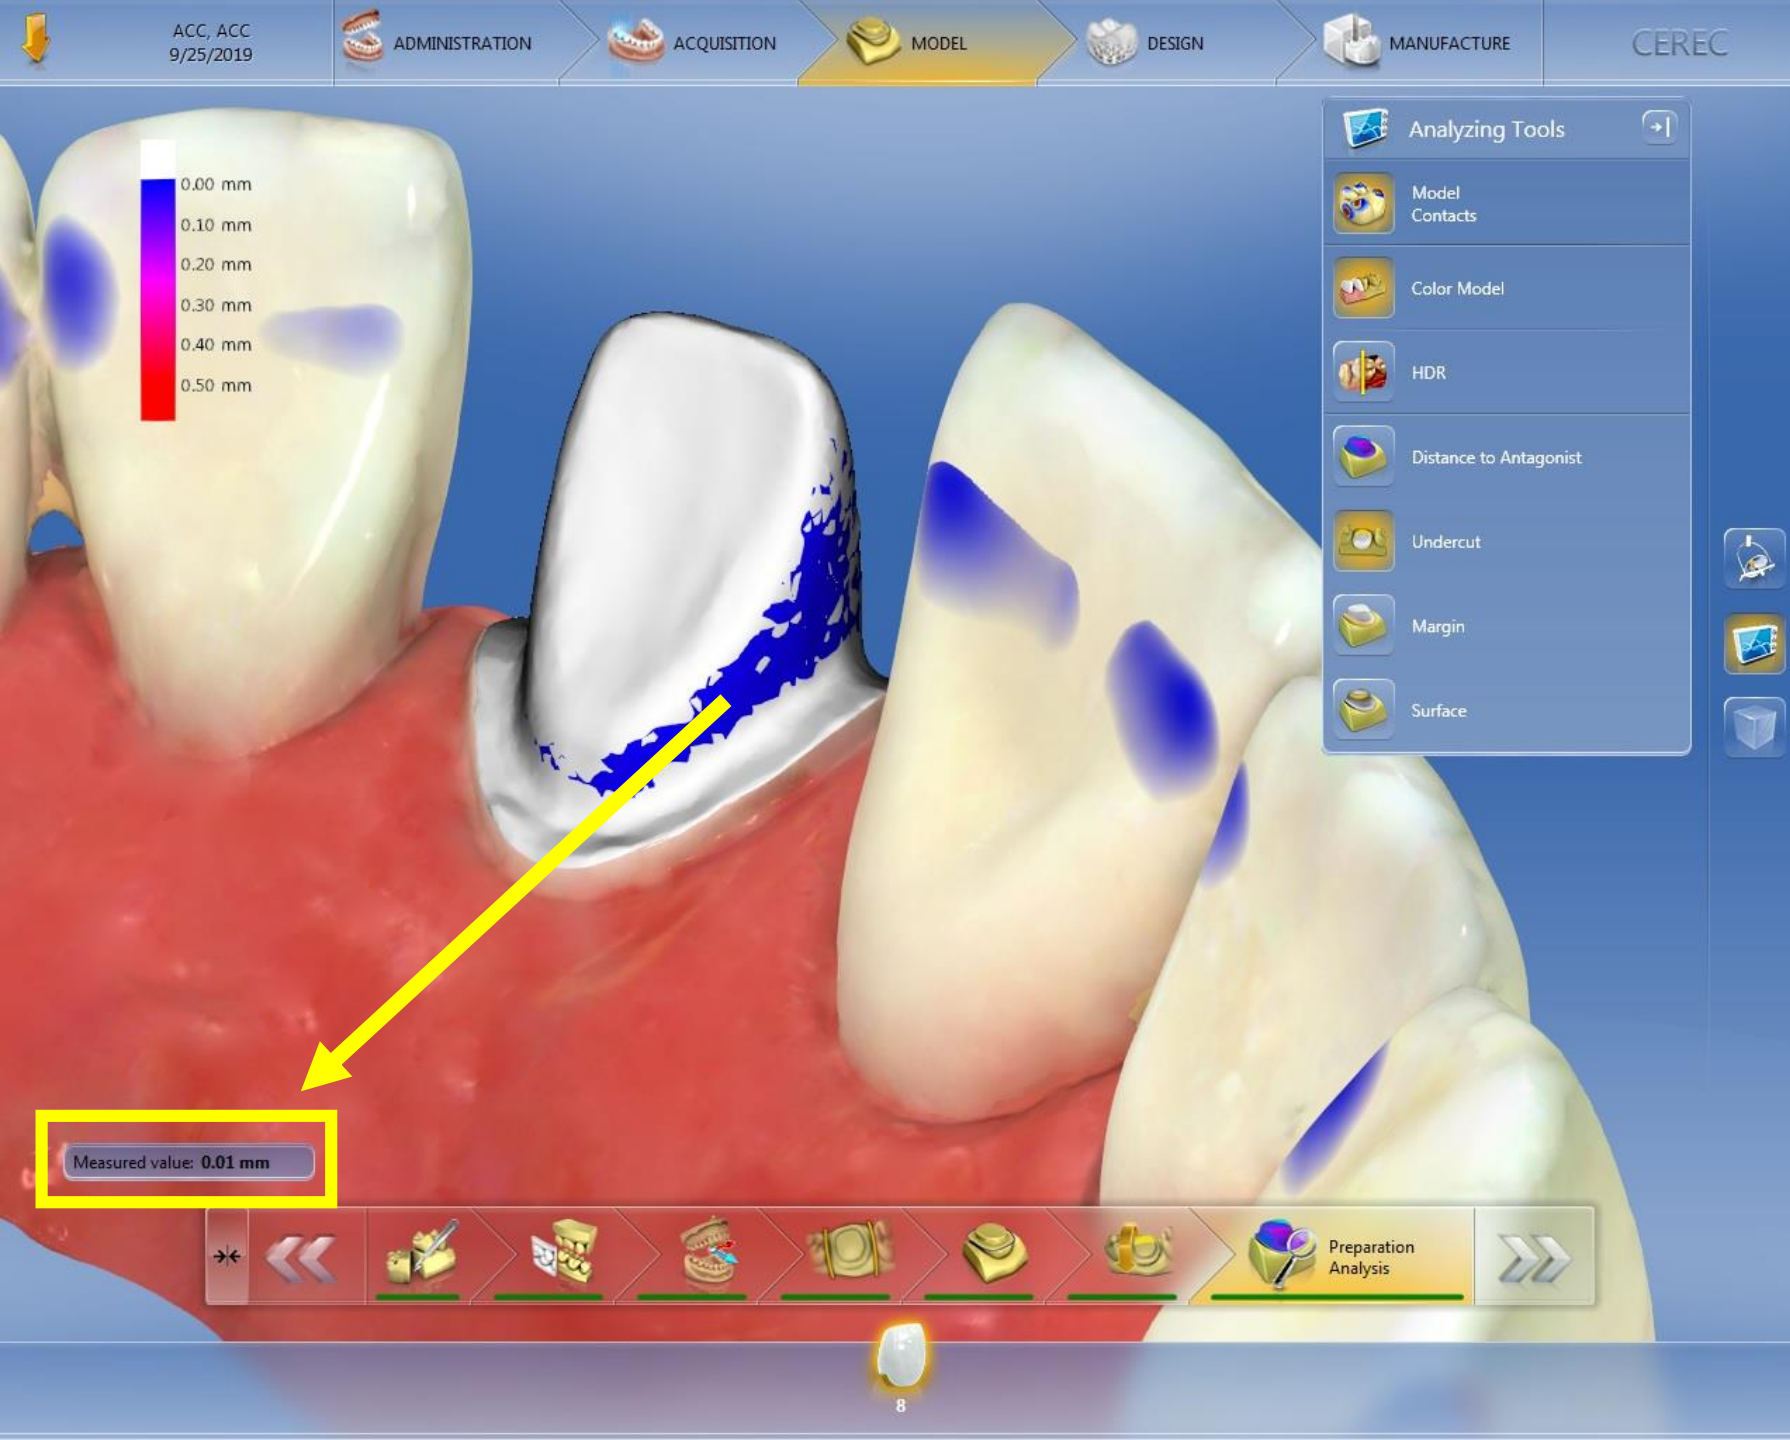 ACC, ACC
9/25/2019
ADMINISTRATION
ACQUISITION
MODEL
DESIGN
MANUFACTURE
CEREC
0.00 mm
0.10 mm
0.20 mm
0.30 mm
0.40 mm
0.50 mm
Analyzing Tools
Model
Contacts
Color Model
HDR
Distance to Antagonist
Undercut
Margin
Surface
Measured value: 0.01 mm
Preparation
Analysis
8